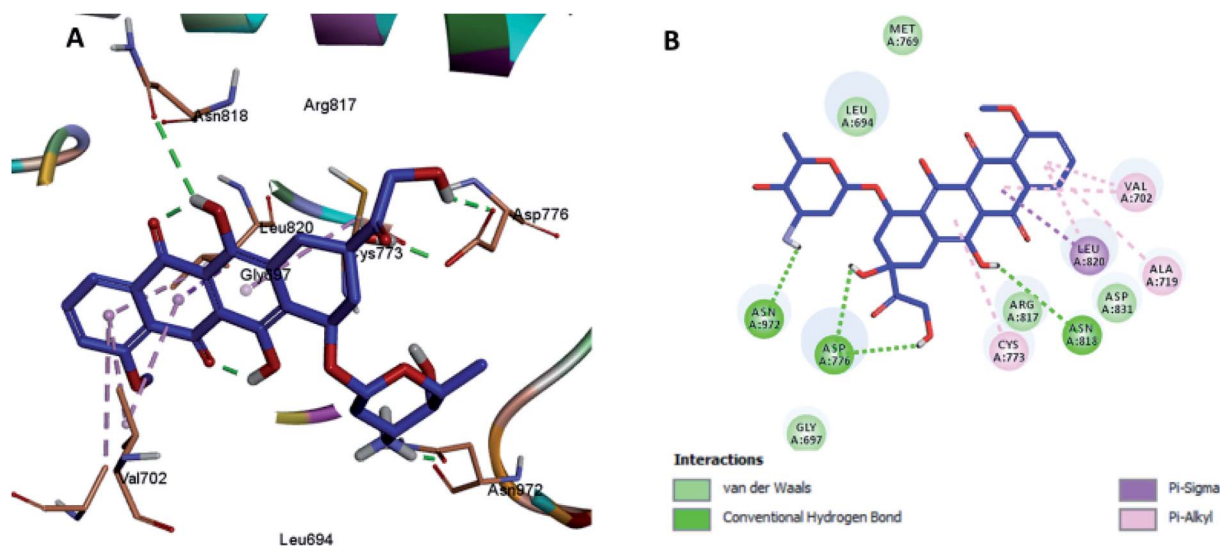 A
Asn818
Arg817
Asp776
Leu820
ys773
Gly697
Val702
Asn972
Leu694
B
MET
A:769
LEU
A:694
VAL
A:702
LEU
A:820
ALA
A:719
ASP
A:831
ARG
A:817
ASN
A:818
ASN
A:972
ASP
A:776
CYS
A:773
GLY
A:697
Interactions
van der Waals
Conventional Hydrogen Bond
Pi-Sigma
Pi-Alkyl